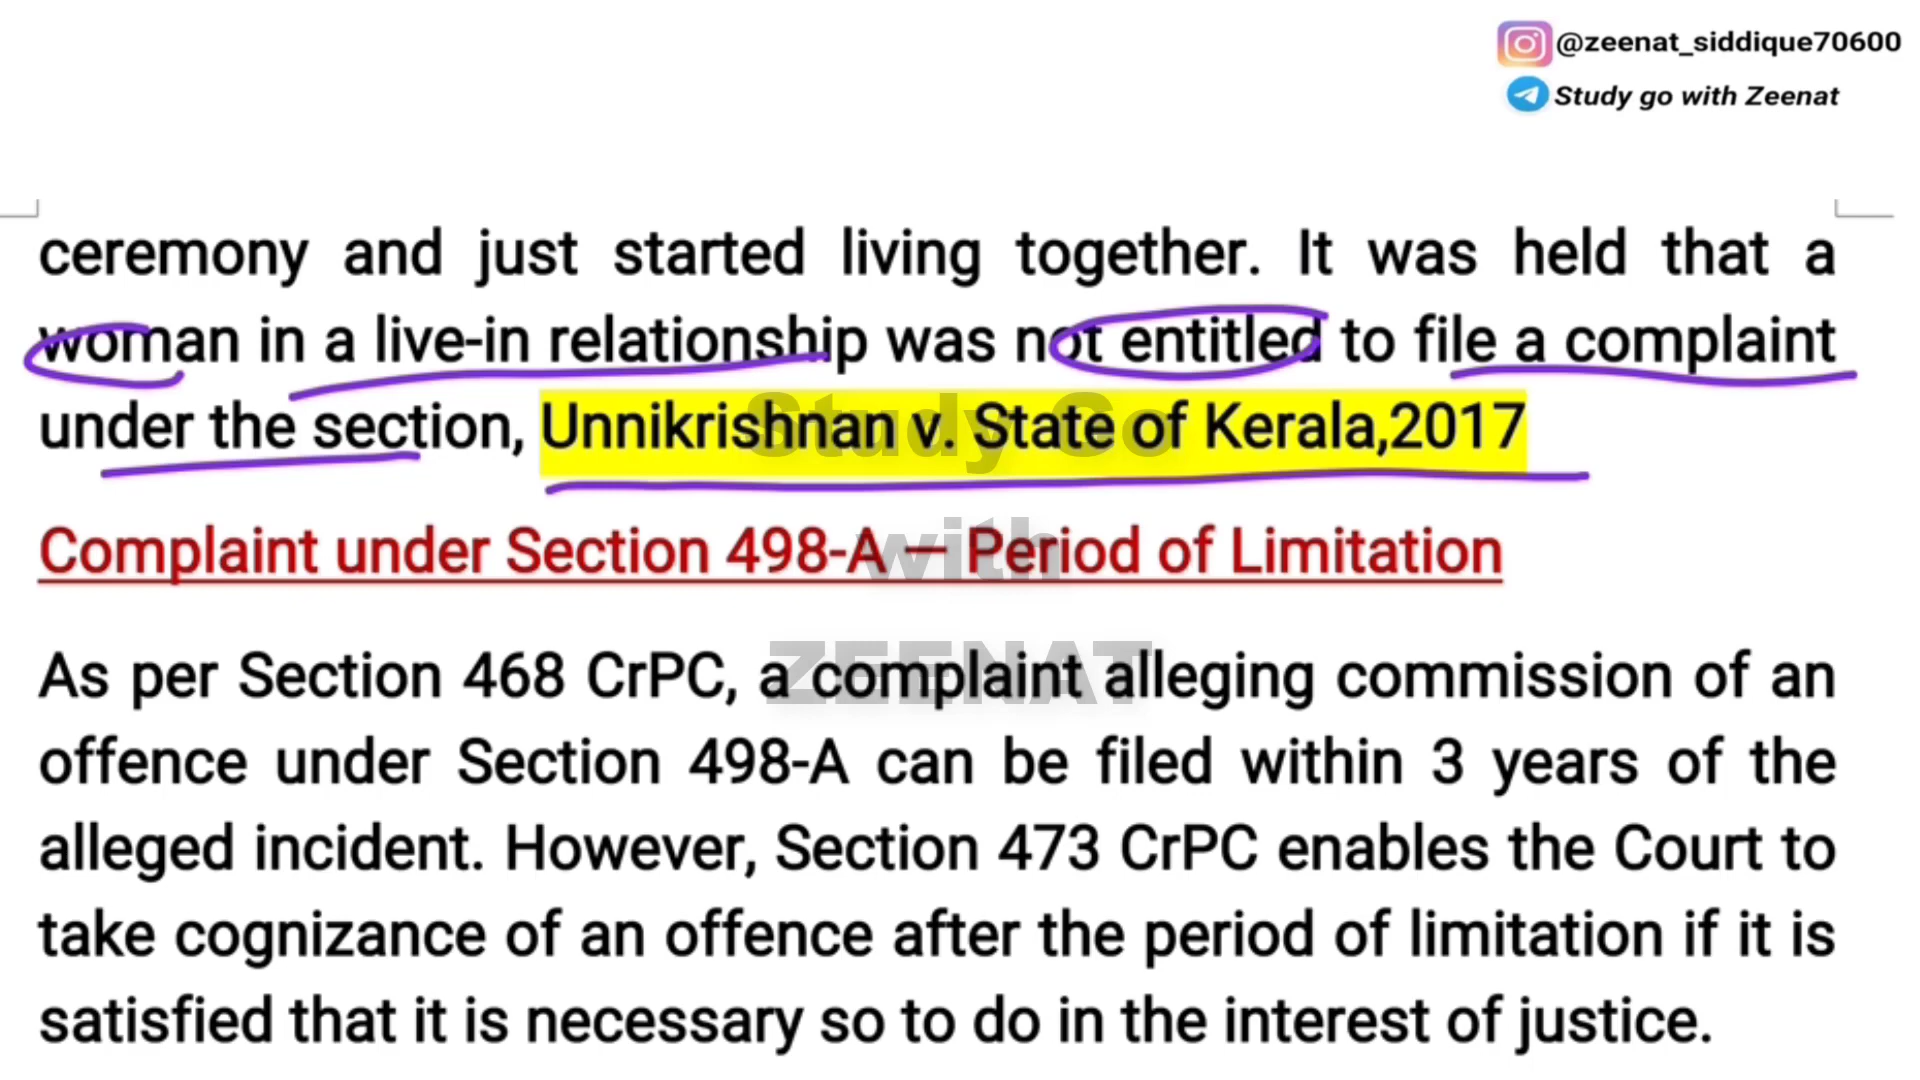 @zeenat_siddique70600
Study go with Zeenat
ceremony and just started living together. It was held that a
woman in a live-in relationship was not entitled to file a complaint
under the section, Unnikrishnan v. State of Kerala,2017
Study Go
Complaint under Section 498-A — Period of Limitation
with
As per Section 468 CrPC, a complaint alleging commission of an
ZEENAT
offence under Section 498-A can be filed within 3 years of the
alleged incident. However, Section 473 CrPC enables the Court to
take cognizance of an offence after the period of limitation if it is
satisfied that it is necessary so to do in the interest of justice.